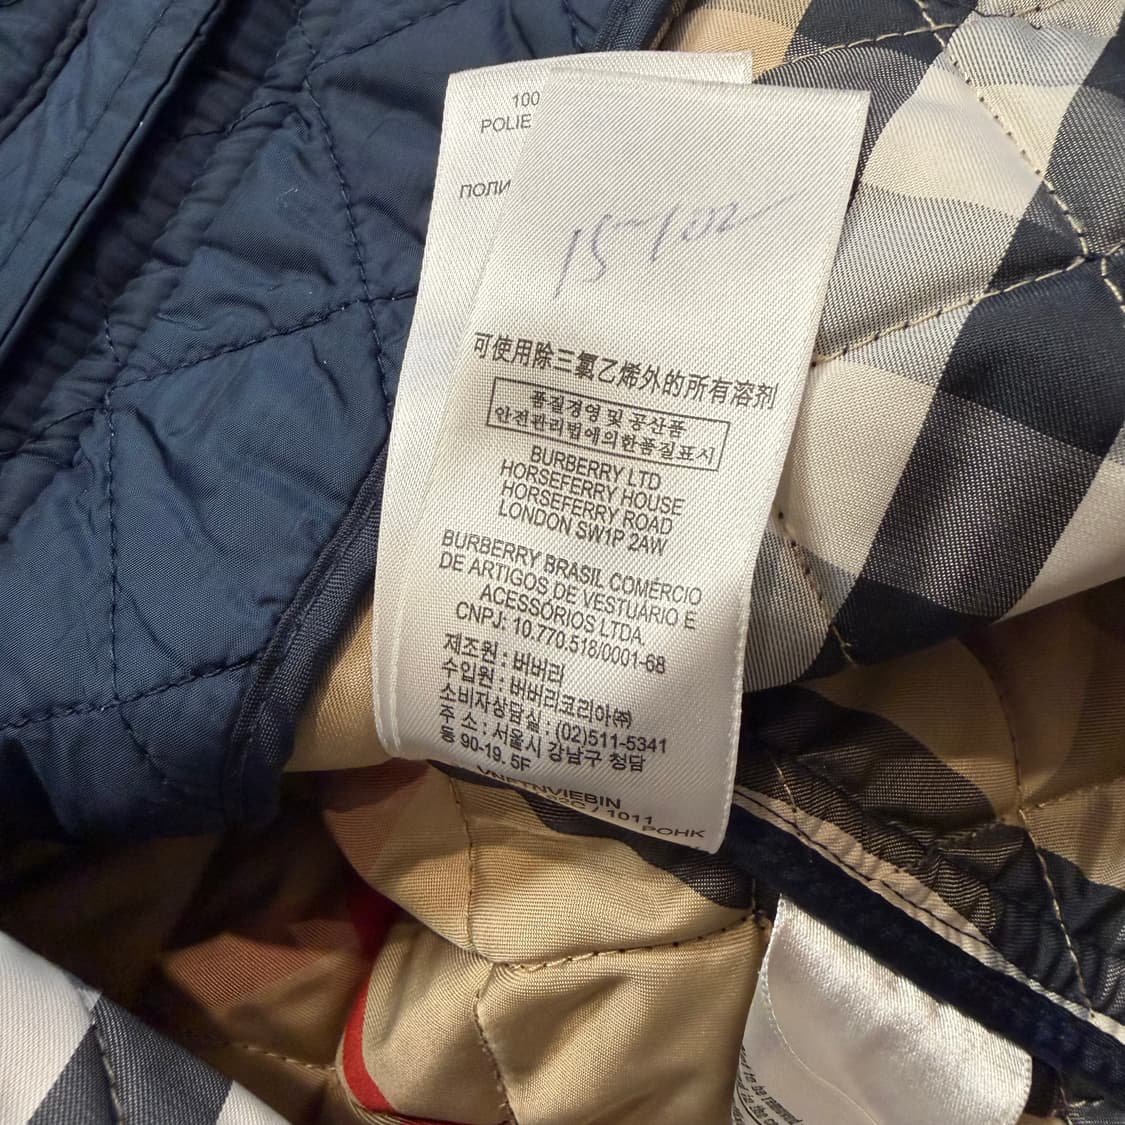 100
POLIE
ПОЛИ
可使用除三氯乙烯外的所有溶剂
품질경영 및 공산품
안전관리법에의한품질표시
BURBERRY LTD
HORSEFERRY HOUSE
HORSEFERRY ROAD
LONDON SW1P 2AW
BURBERRY BRASIL COMÉRCIO
DE ARTIGOS DE VESTUÁRIO E
ACESSÓRIOS LTDA.
CNPJ: 10.770.518/0001-68
제조원 : 버버리
수입원 : 버버리코리아㈜
소비자상담실 : (02)511-5341
주 소 : 서울시 강남구 청담
동 90-19. 5F
/ 1011
РОНК